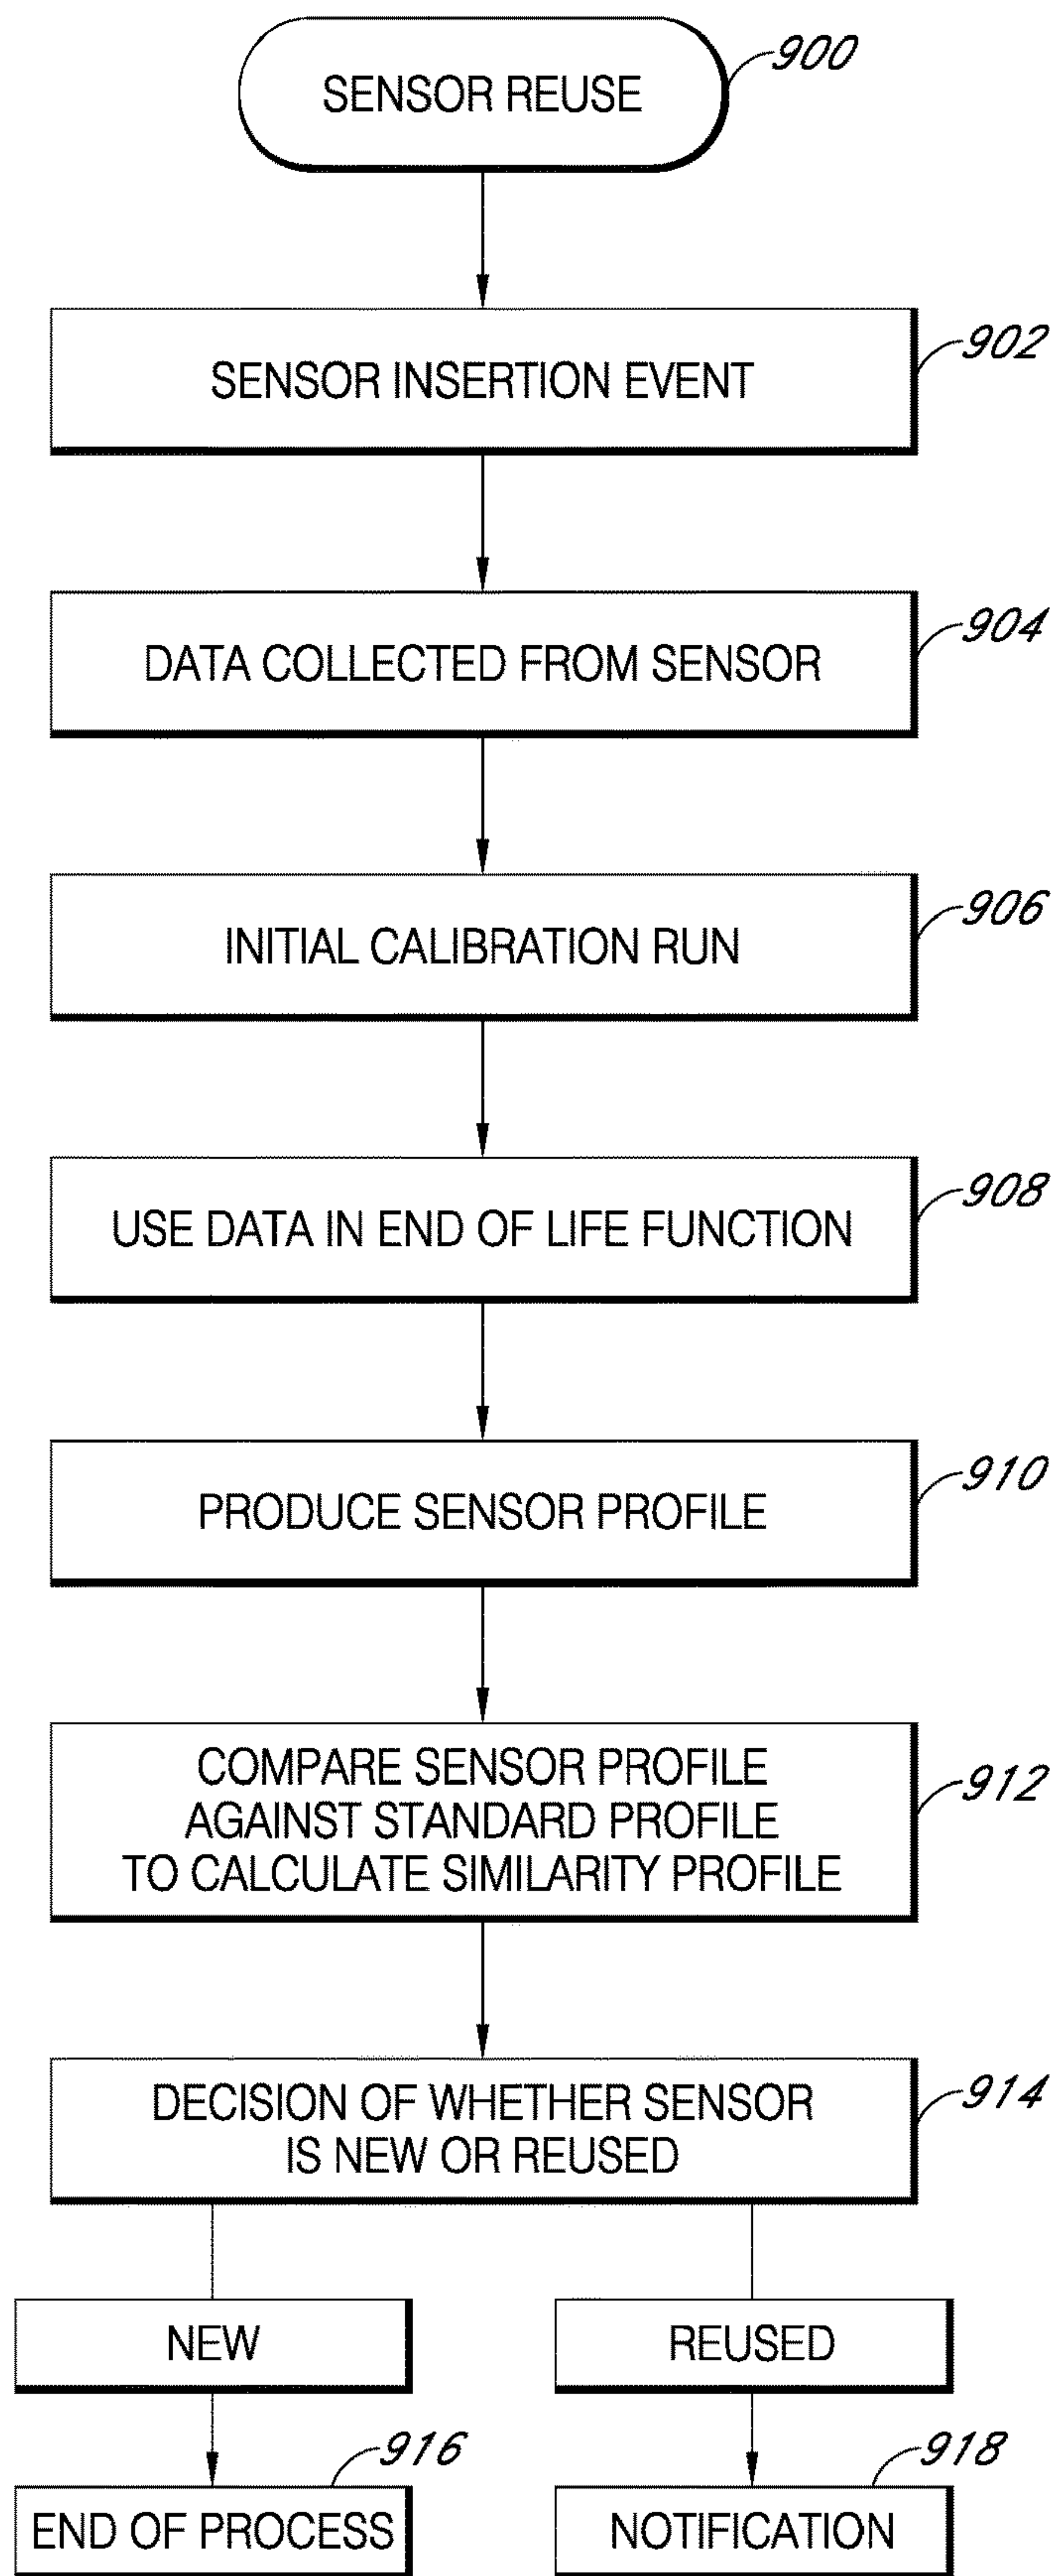 SENSOR REUSE
900
SENSOR INSERTION EVENT
902
DATA COLLECTED FROM SENSOR
904
INITIAL CALIBRATION RUN
906
USE DATA IN END OF LIFE FUNCTION
908
PRODUCE SENSOR PROFILE
910
COMPARE SENSOR PROFILE
AGAINST STANDARD PROFILE
TO CALCULATE SIMILARITY PROFILE
912
DECISION OF WHETHER SENSOR
IS NEW OR REUSED
914
NEW
REUSED
916
918
END OF PROCESS
NOTIFICATION